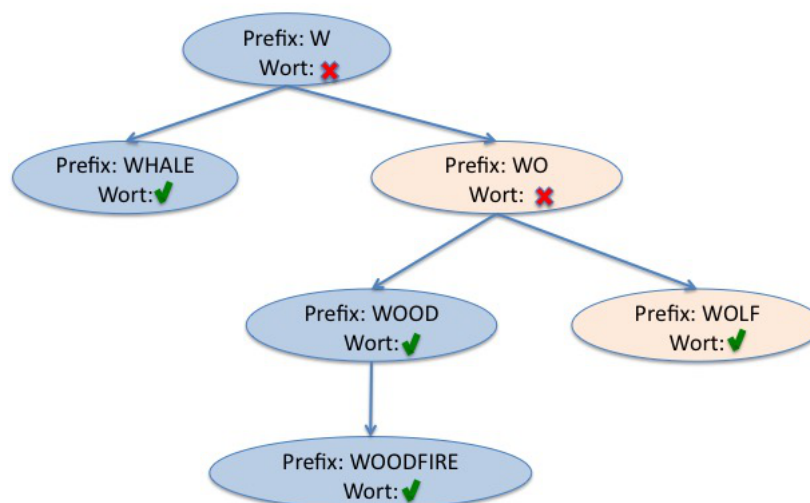 Prefix: W
Wort:
Prefix: WHALE
Wort:
Prefix: WO
Wort:
Prefix: WOOD
Wort:
Prefix: WOLF
Wort:
Prefix: WOODFIRE
Wort: